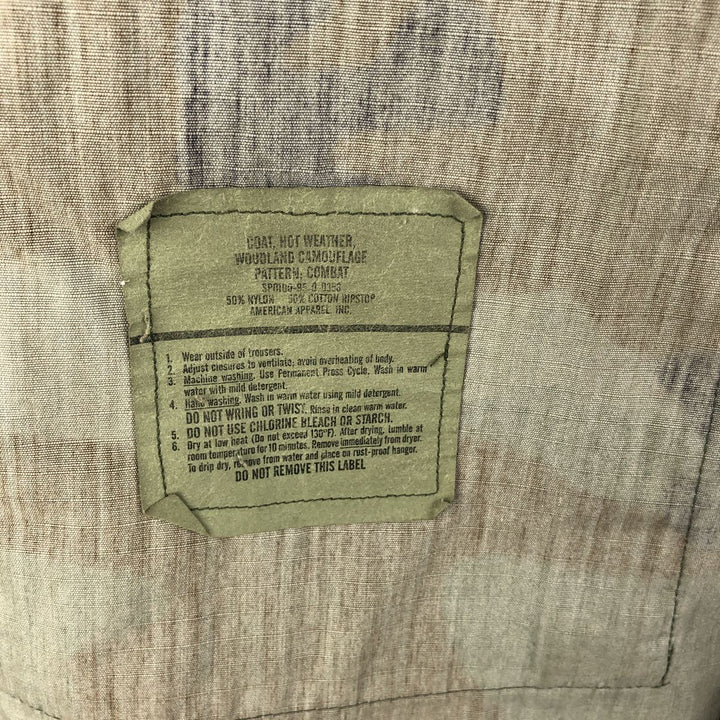 COAT, HOT WEATHER,
WOODLAND CAMOUFLAGE
PATTERN: COMBAT
SPO100-95-D-0353
50% NYLON 50% COTTON RIPSTOP
AMERICAN APPAREL, INC.
1. Wear outside of trousers.
2. Adjust closures to ventilate; avoid overheating of body.
3. Machine washing. Use Permanent Press Cycle. Wash in warm
water with mild detergent.
4. Hand washing. Wash in warm water using mild detergent.
DO NOT WRING OR TWIST. Rinse in clean warm water.
5. DO NOT USE CHLORINE BLEACH OR STARCH.
6. Dry at low heat (Do not exceed 130°F). After drying, tumble at
room temperature for 10 minutes. Remove immediately from dryer.
To drip dry, remove from water and place on rust-proof hanger.
DO NOT REMOVE THIS LABEL